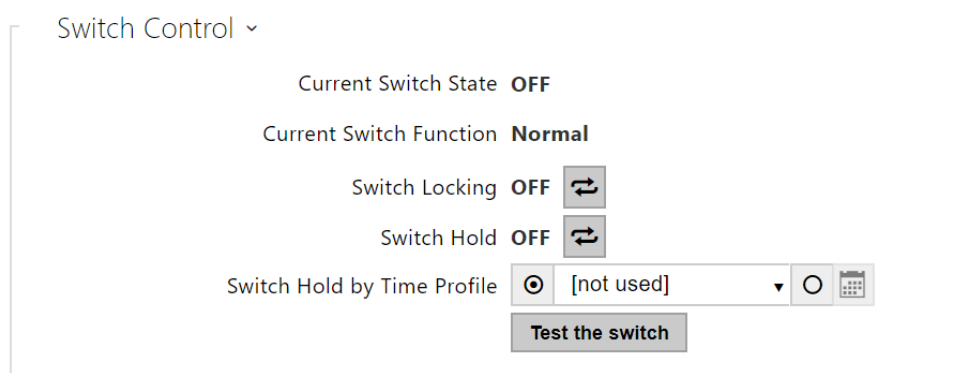 Switch Control
Current Switch State OFF
Current Switch Function Normal
Switch Locking OFF
Switch Hold OFF
Switch Hold by Time Profile [not used]
Test the switch